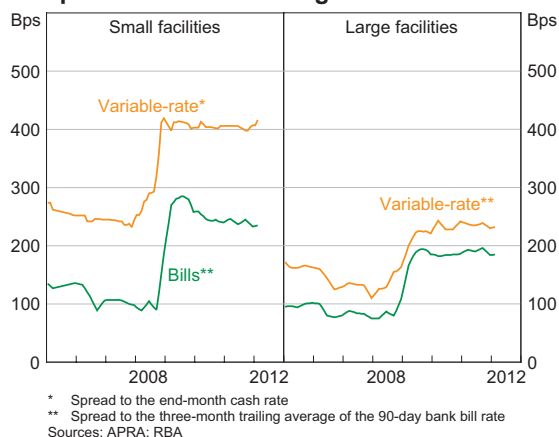 Bps
Small facilities
Large facilities
Bps
500
500
Variable-rate*
400
400
300
300
Variable-rate**
200
200
Bills**
100
100
0
0
2008
2012
2008
2012
* Spread to the end-month cash rate
** Spread to the three-month trailing average of the 90-day bank bill rate
Sources: APRA; RBA